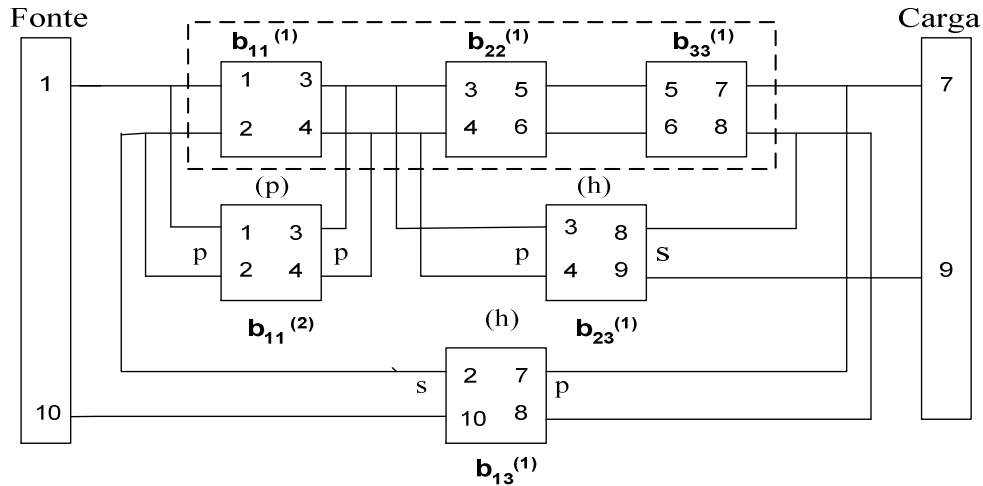 Fonte
Carga
b11(1)
b22(1)
b33(1)
1
1 3
2 4
3 5
4 6
5 7
6 8
7
(p)
(h)
1 3
2 4
p
p
3 8
4 9
p
s
9
b11(2)
(h)
b23(1)
2 7
10 8
s
p
10
b13(1)